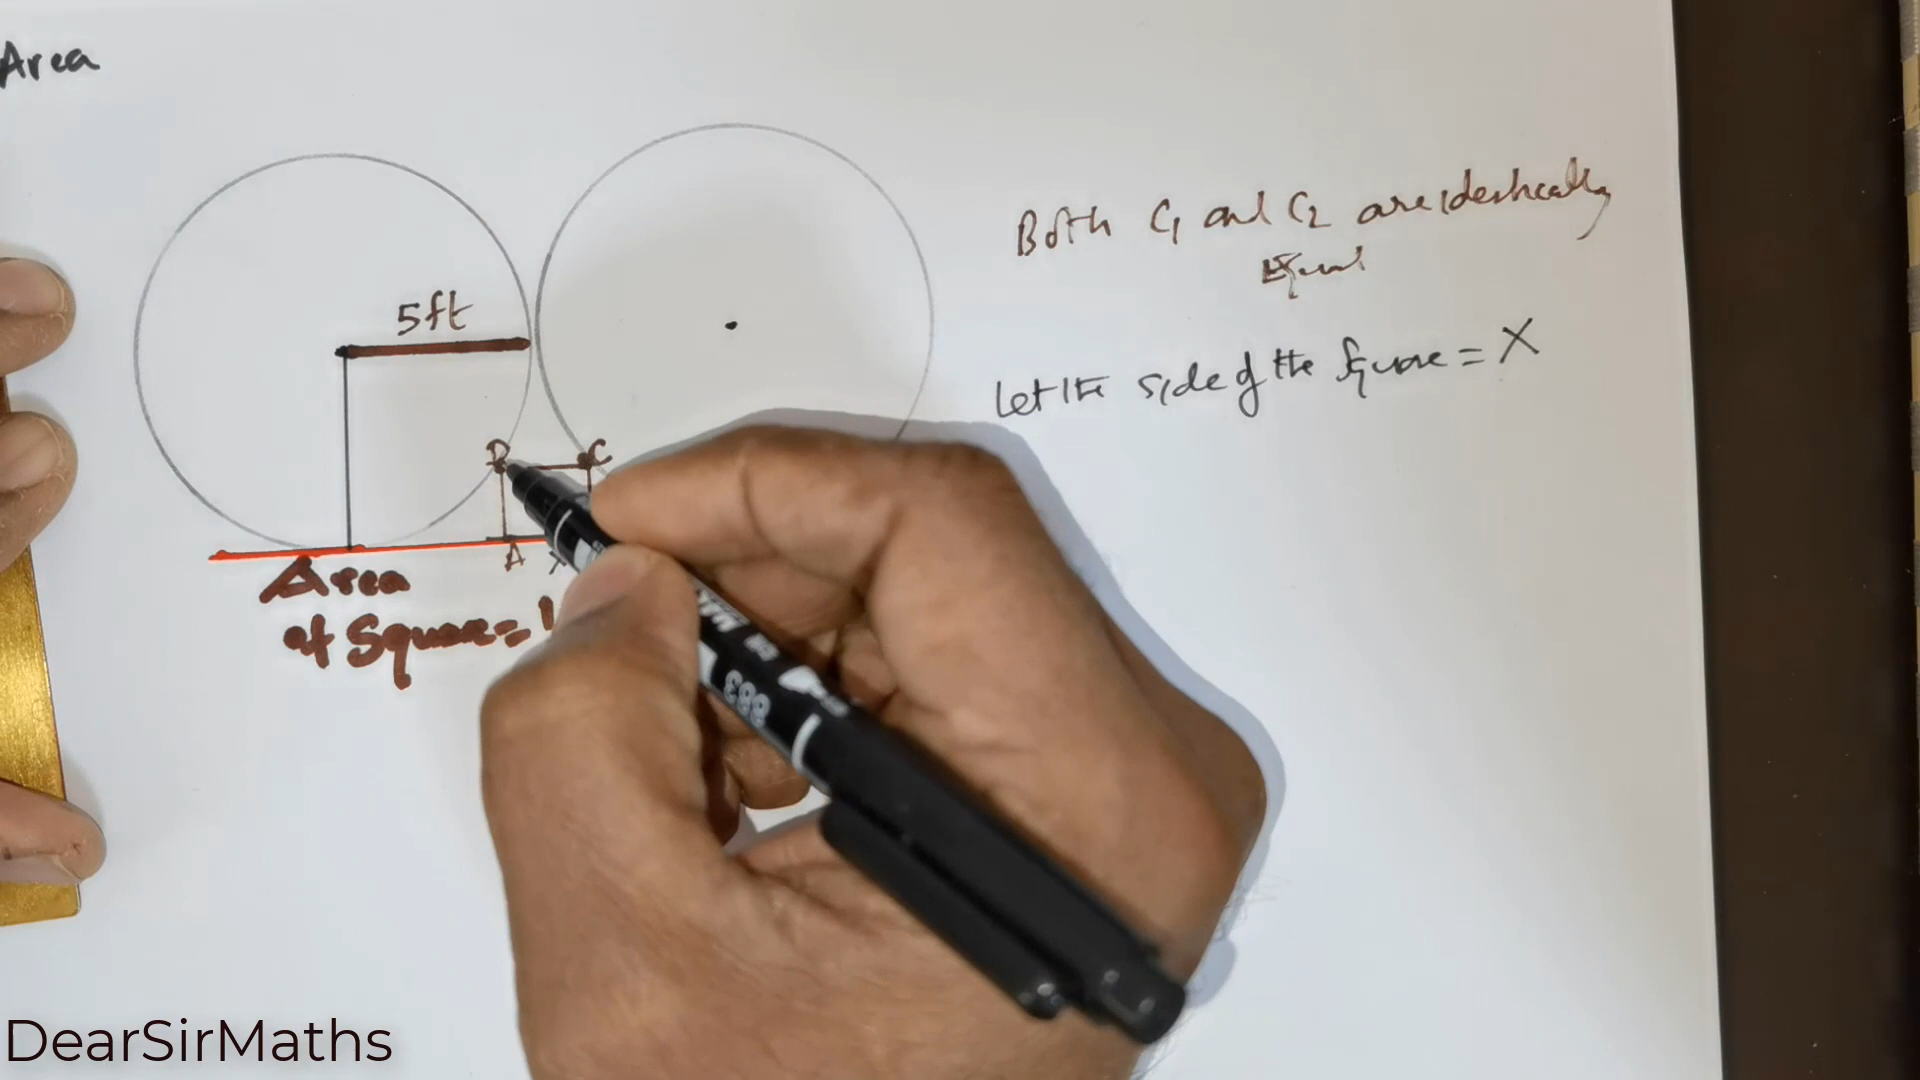 Area
5ft
D C
A X
Area
of Square =
Both C1 and C2 are identically
Equal
Let the side of the Square = X
883
DearSirMaths